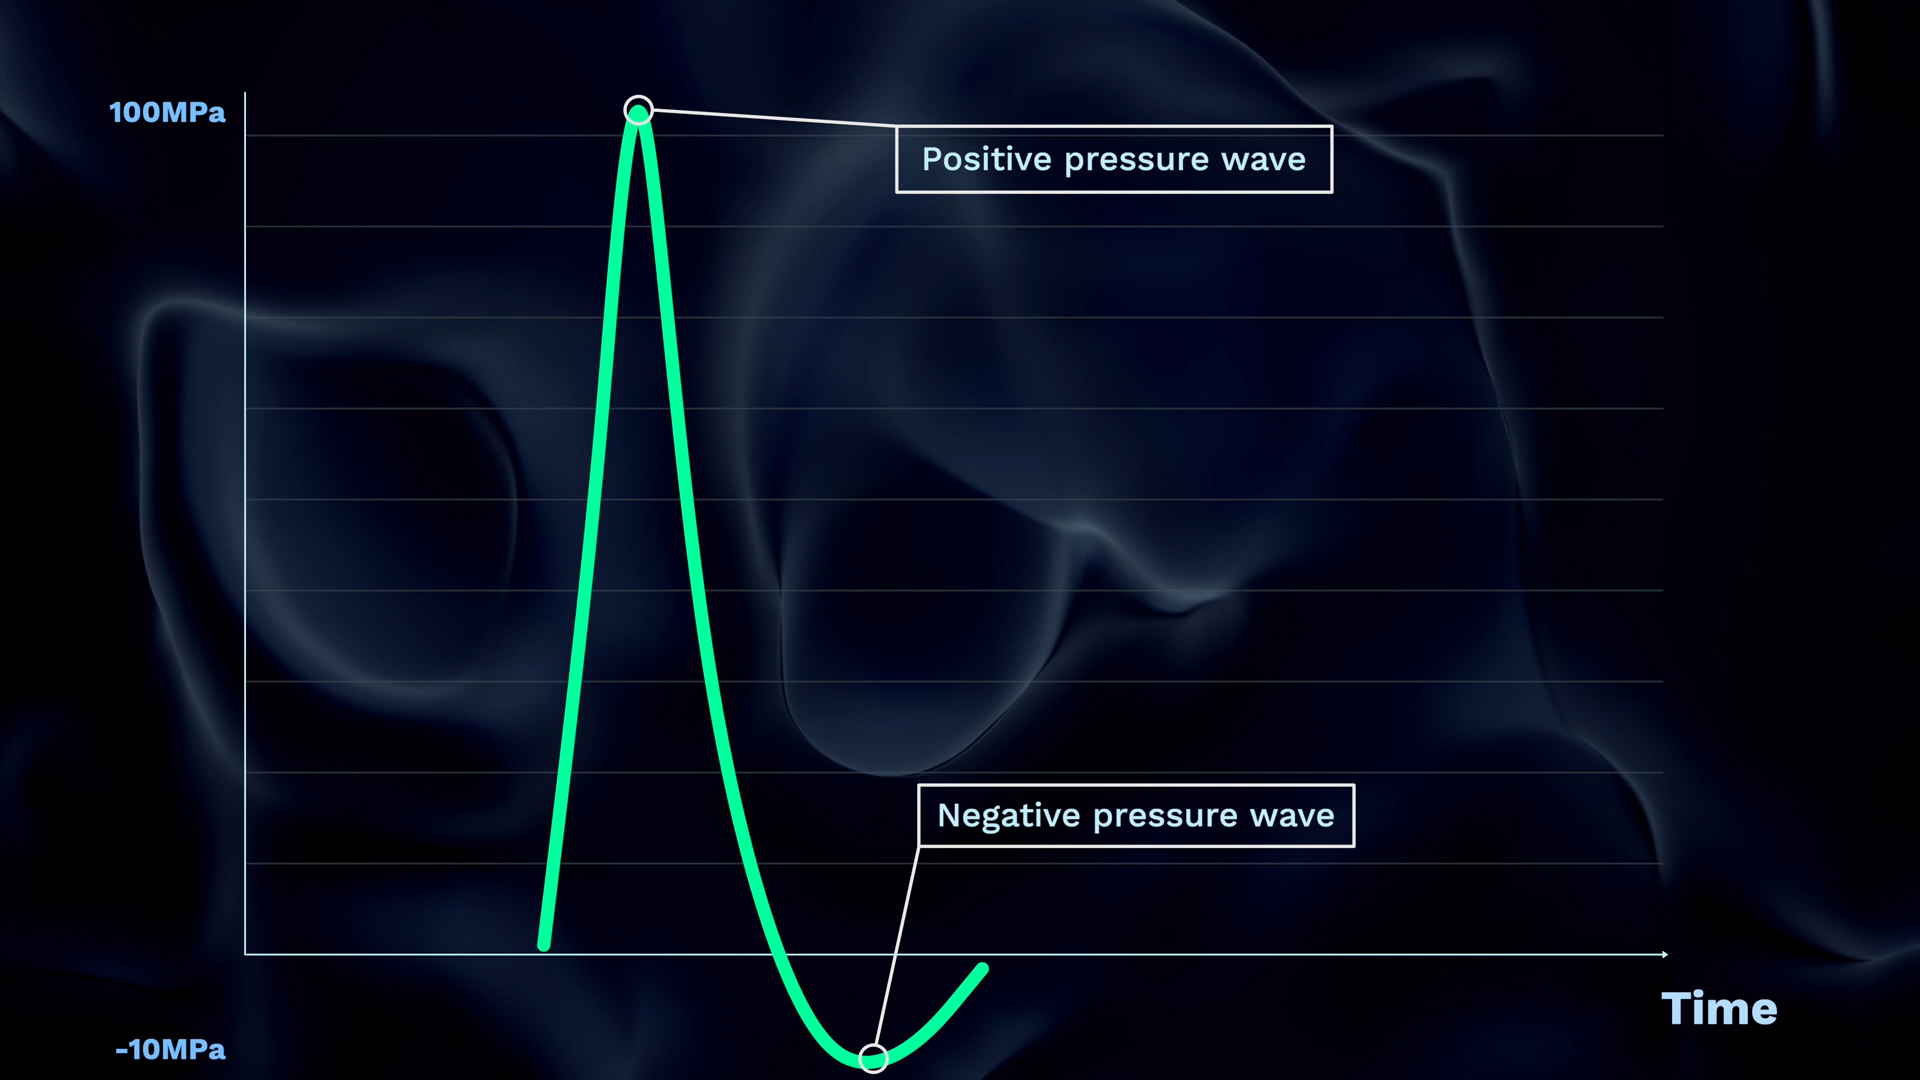 100MPa
Positive pressure wave
Negative pressure wave
Time
-10MPa